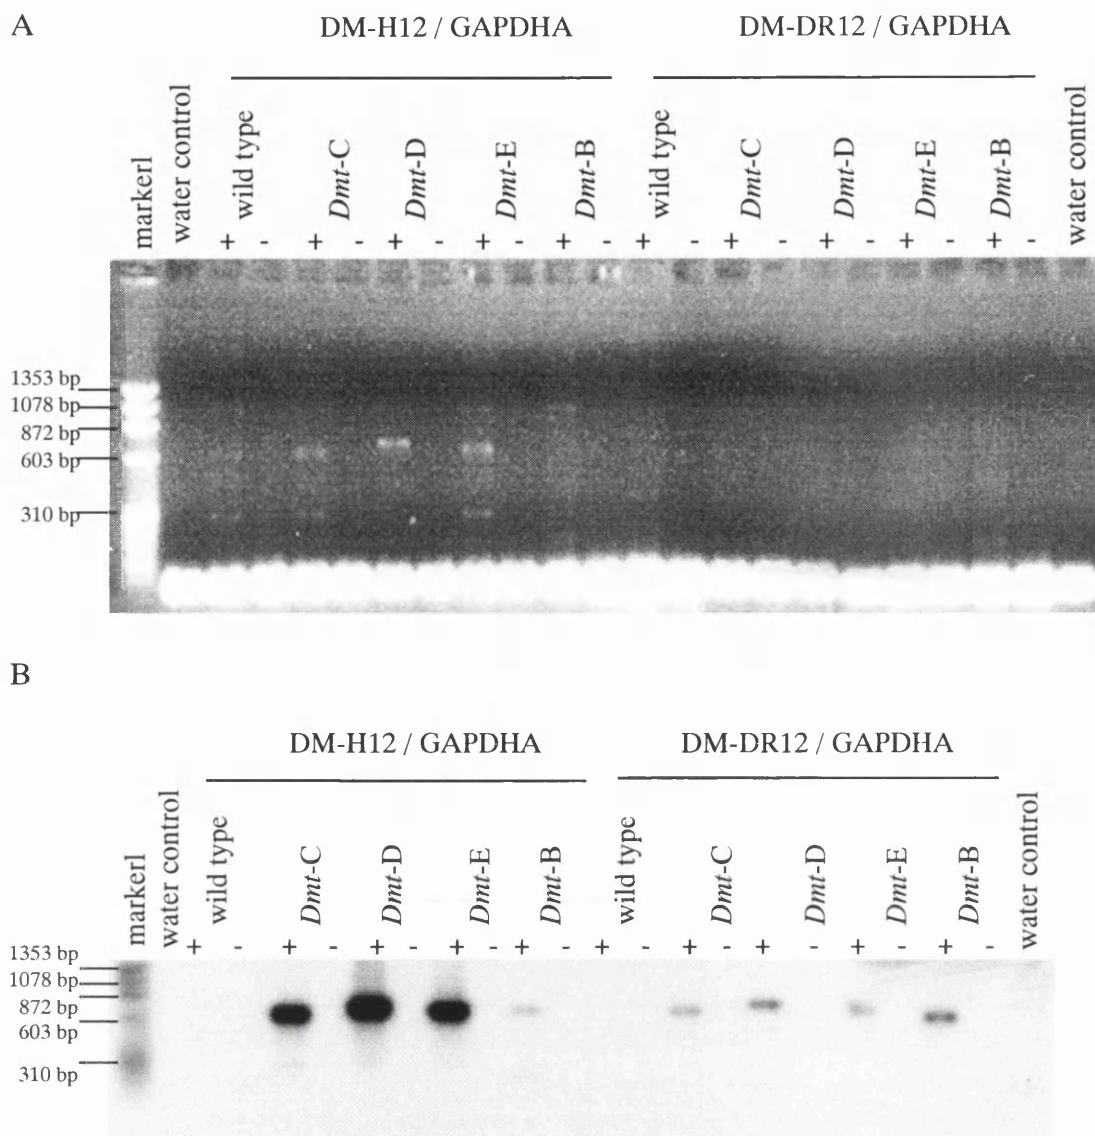 A
DM-H12 / GAPDHA
DM-DR12 / GAPDHA
markerl
water control
wild type
Dmt-C
Dmt-D
Dmt-E
Dmt-B
wild type
Dmt-C
Dmt-D
Dmt-E
Dmt-B
water control
+ - + - + - + - + - + - + - + - + - + -
1353 bp
1078 bp
872 bp
603 bp
310 bp
B
DM-H12 / GAPDHA
DM-DR12 / GAPDHA
markerl
water control
wild type
Dmt-C
Dmt-D
Dmt-E
Dmt-B
wild type
Dmt-C
Dmt-D
Dmt-E
Dmt-B
water control
+ - + - + - + - + - + - + - + - + - + -
1353 bp
1078 bp
872 bp
603 bp
310 bp